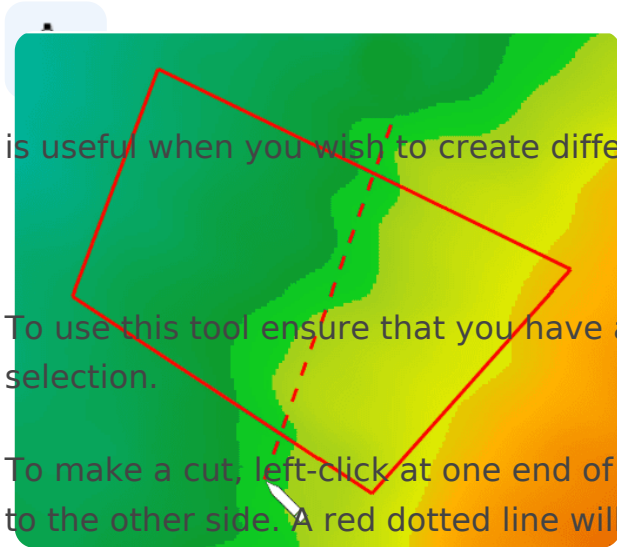 is useful when you wish to create diffe
To use this tool ensure that you have a
selection.
To make a cut, left-click at one end of
to the other side. A red dotted line wil